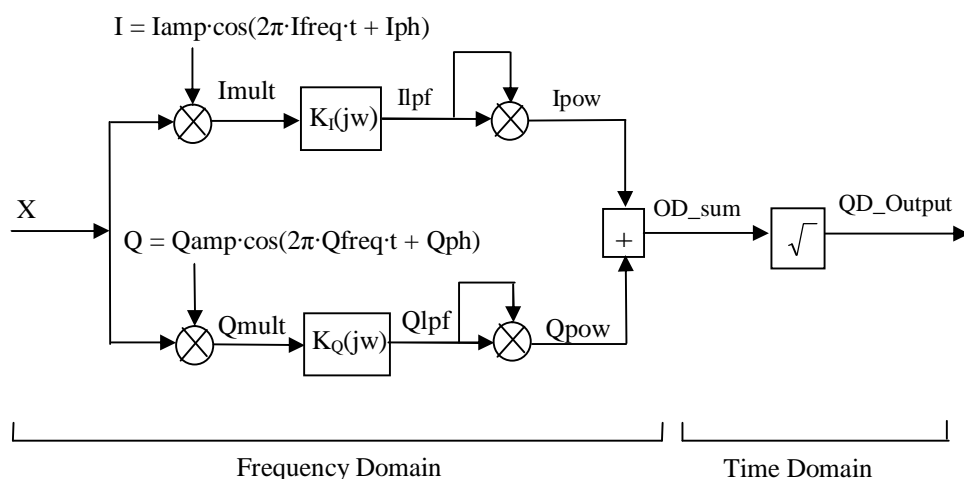 I = Iamp·cos(2π·Ifreq·t + Iph)
Imult
K_I(jw)
Ilpf
Ipow
X
Q = Qamp·cos(2π·Qfreq·t + Qph)
OD_sum
QD_Output
+
√
Qmult
K_Q(jw)
Qlpf
Qpow
Frequency Domain
Time Domain